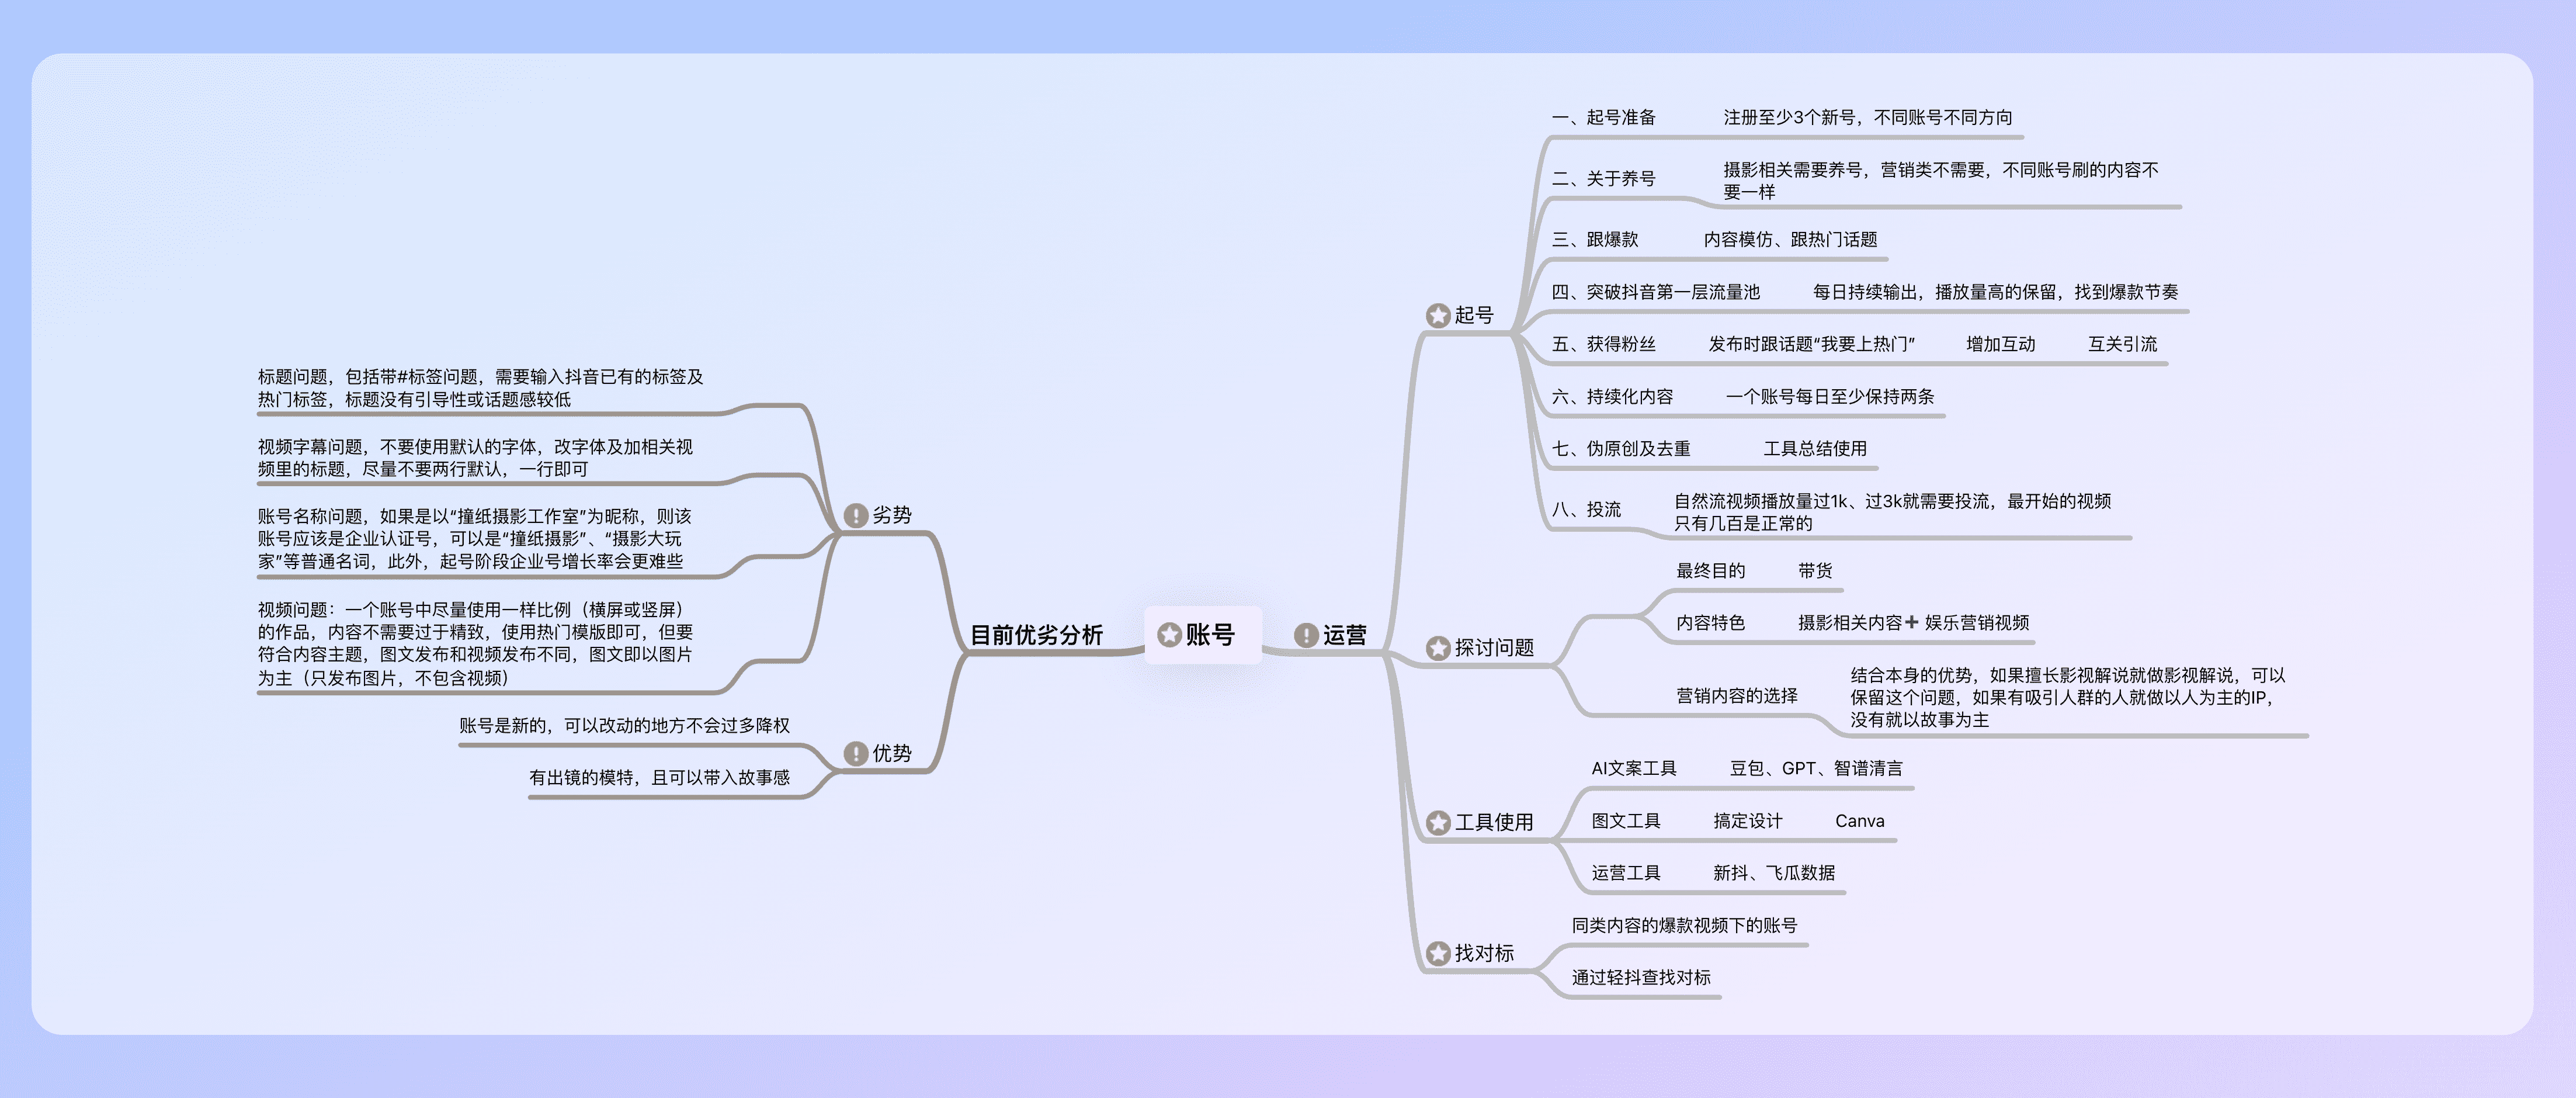 账号
目前优劣分析
劣势
标题问题，包括带#标签问题，需要输入抖音已有的标签及
热门标签，标题没有引导性或话题感较低
视频字幕问题，不要使用默认的字体，改字体及加相关视
频里的标题，尽量不要两行默认，一行即可
账号名称问题，如果是以“撞纸摄影工作室”为昵称，则该
账号应该是企业认证号，可以是“撞纸摄影”、“摄影大玩
家”等普通名词，此外，起号阶段企业号增长率会更难些
视频问题：一个账号中尽量使用一样比例（横屏或竖屏）
的作品，内容不需要过于精致，使用热门模版即可，但要
符合内容主题，图文发布和视频发布不同，图文即以图片
为主（只发布图片，不包含视频）
优势
账号是新的，可以改动的地方不会过多降权
有出镜的模特，且可以带入故事感
运营
起号
一、起号准备
注册至少3个新号，不同账号不同方向
二、关于养号
摄影相关需要养号，营销类不需要，不同账号刷的内容不
要一样
三、跟爆款
内容模仿、跟热门话题
四、突破抖音第一层流量池
每日持续输出，播放量高的保留，找到爆款节奏
五、获得粉丝
发布时跟话题“我要上热门”
增加互动
互关引流
六、持续化内容
一个账号每日至少保持两条
七、伪原创及去重
工具总结使用
八、投流
自然流视频播放量过1k、过3k就需要投流，最开始的视频
只有几百是正常的
探讨问题
最终目的
带货
内容特色
摄影相关内容➕ 娱乐营销视频
营销内容的选择
结合本身的优势，如果擅长影视解说就做影视解说，可以
保留这个问题，如果有吸引人群的人就做以人为主的IP，
没有就以故事为主
工具使用
AI文案工具
豆包、GPT、智谱清言
图文工具
搞定设计
Canva
运营工具
新抖、飞瓜数据
找对标
同类内容的爆款视频下的账号
通过轻抖查找对标